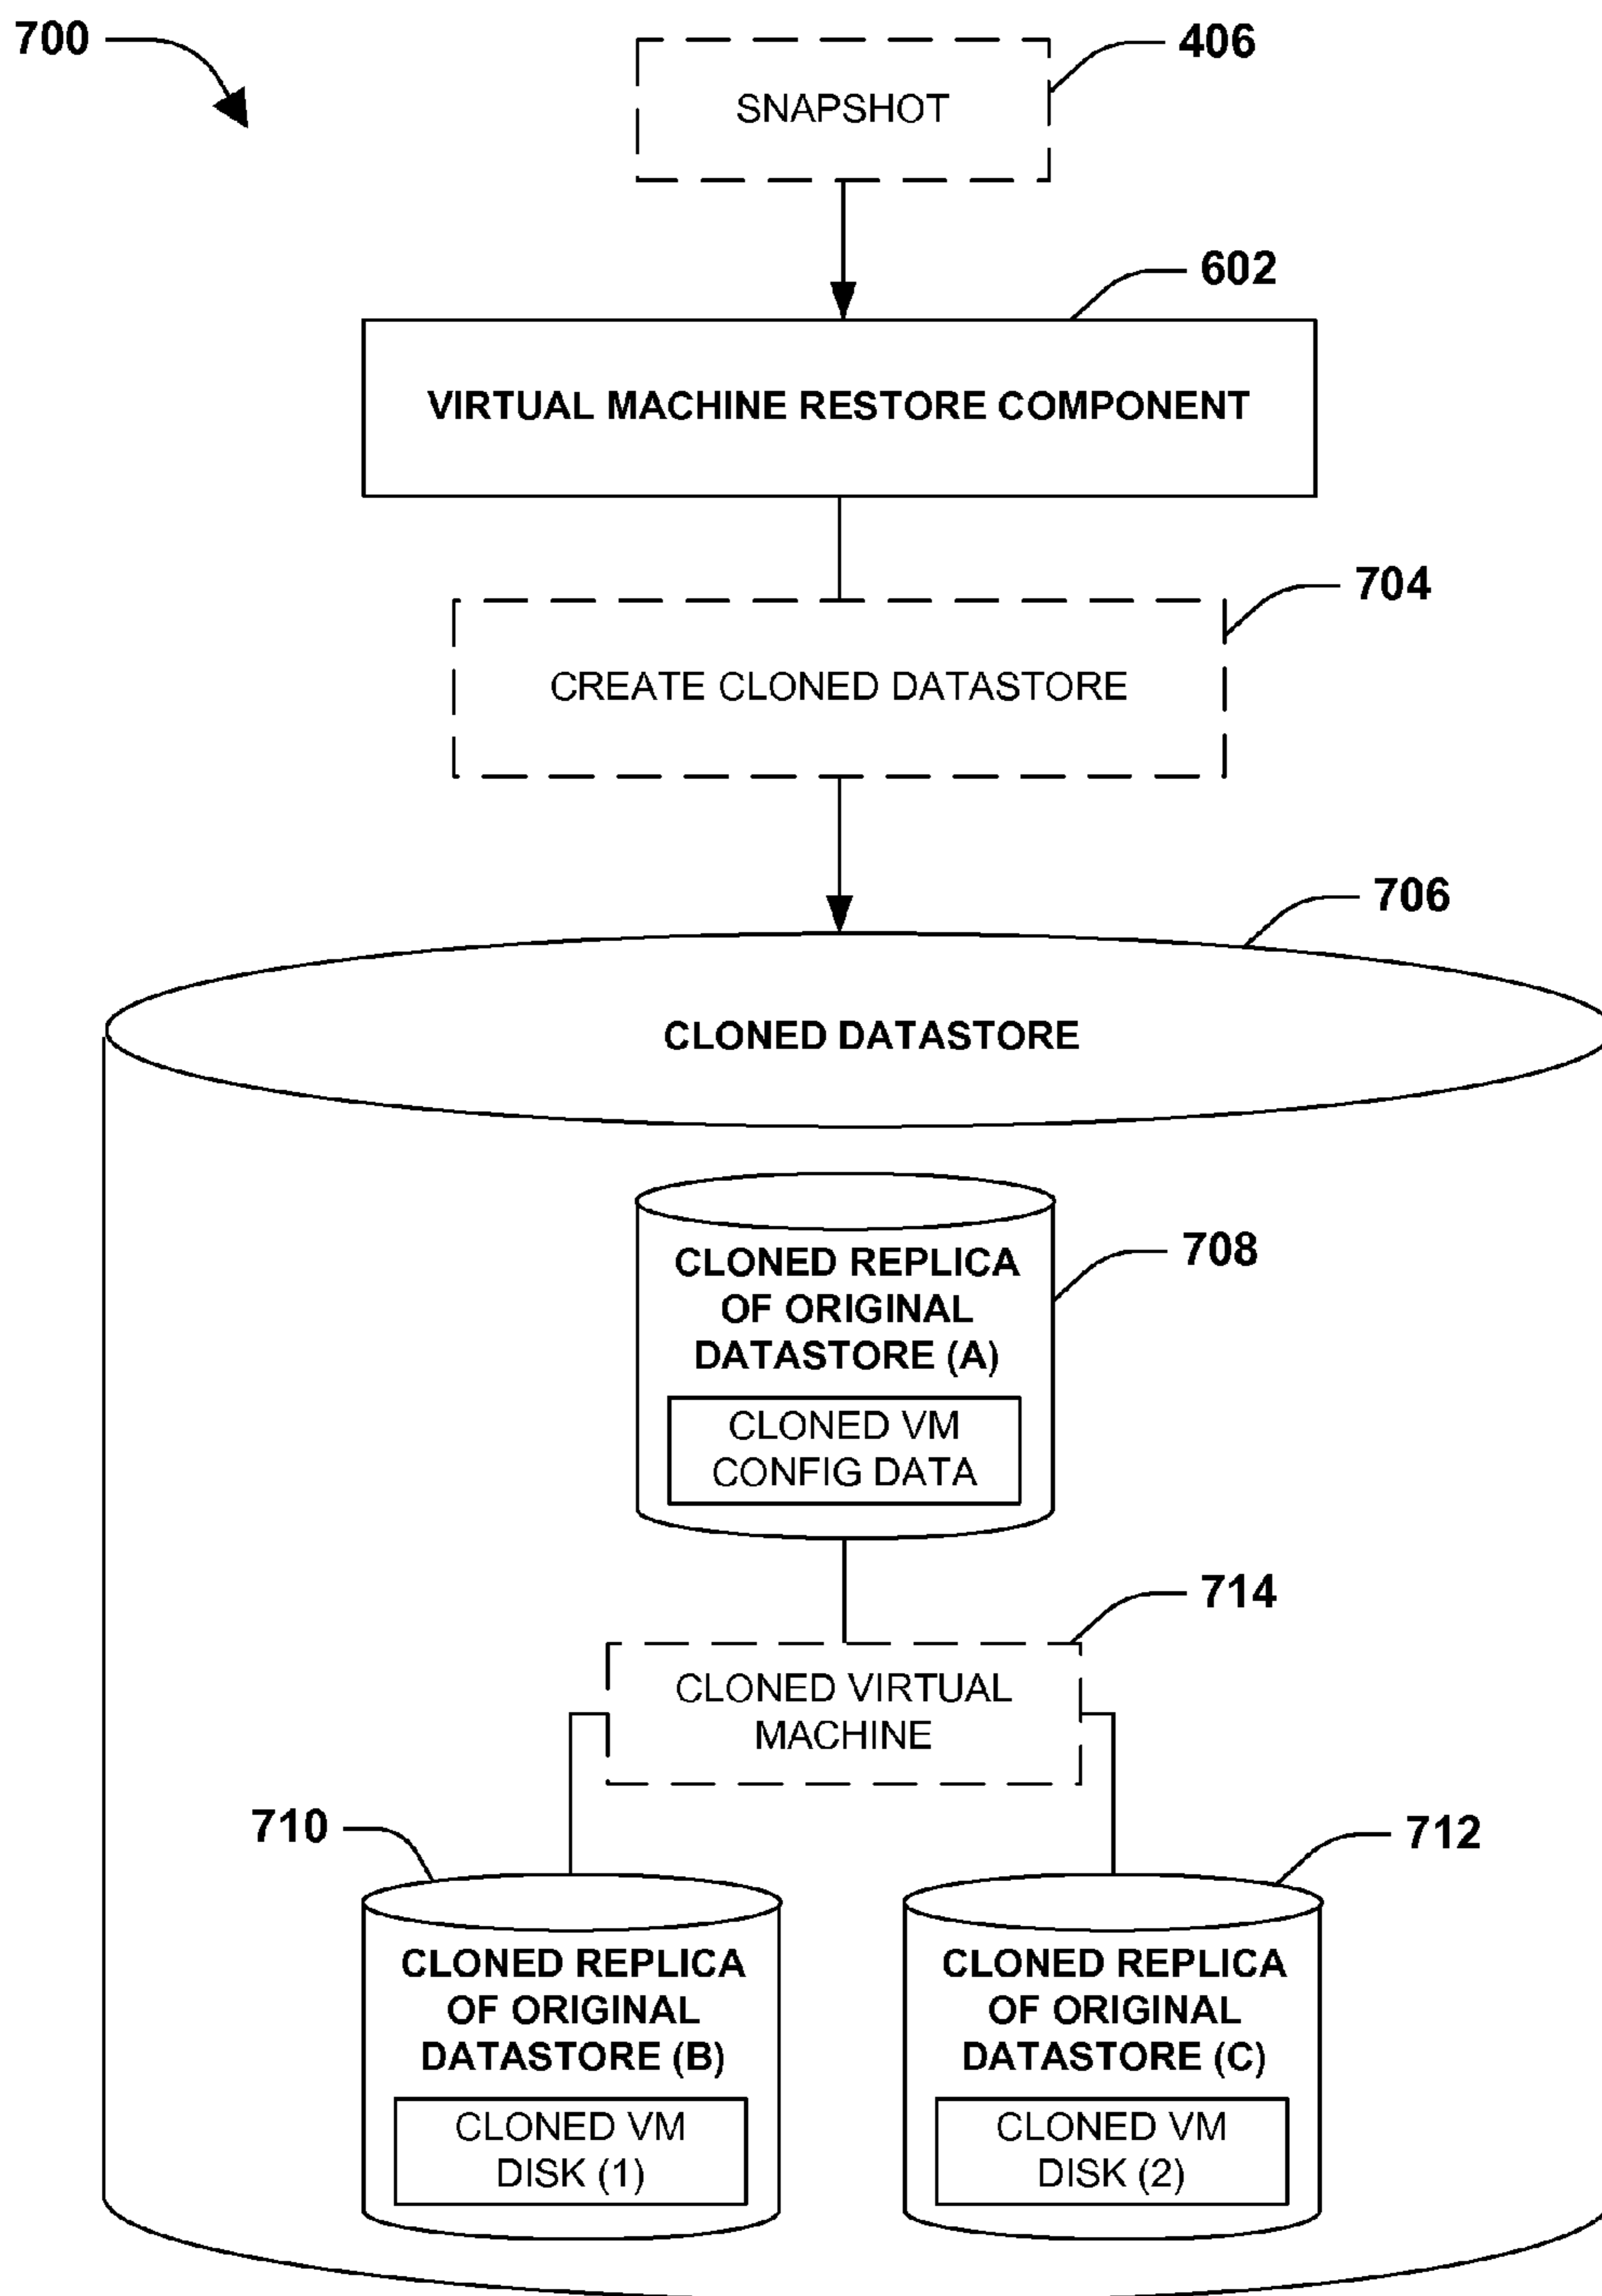 700
406
SNAPSHOT
602
VIRTUAL MACHINE RESTORE COMPONENT
704
CREATE CLONED DATASTORE
706
CLONED DATASTORE
708
CLONED REPLICA
OF ORIGINAL
DATASTORE (A)
CLONED VM
CONFIG DATA
714
CLONED VIRTUAL
MACHINE
710
CLONED REPLICA
OF ORIGINAL
DATASTORE (B)
CLONED VM
DISK (1)
712
CLONED REPLICA
OF ORIGINAL
DATASTORE (C)
CLONED VM
DISK (2)